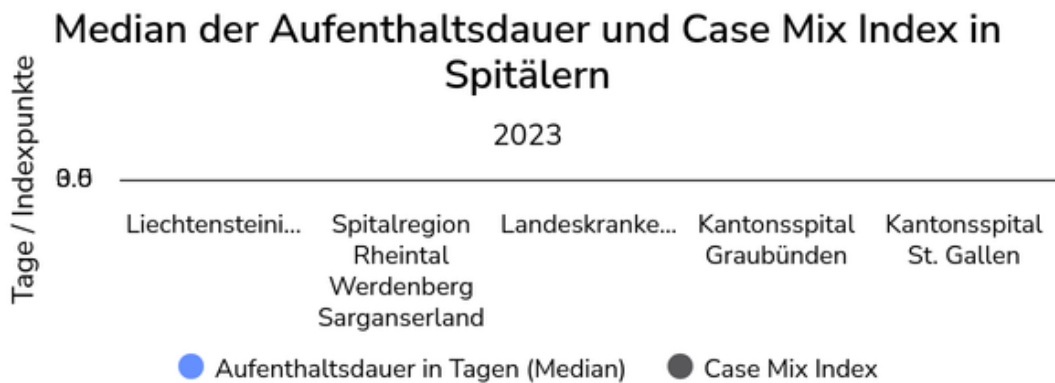 Median der Aufenthaltsdauer und Case Mix Index in
Spitälern
2023
Tage / Indexpunkte
Liechtensteini...
Spitalregion
Rheintal
Werdenberg
Sarganserland
Landeskranke...
Kantonsspital
Graubünden
Kantonsspital
St. Gallen
Aufenthaltsdauer in Tagen (Median)
Case Mix Index